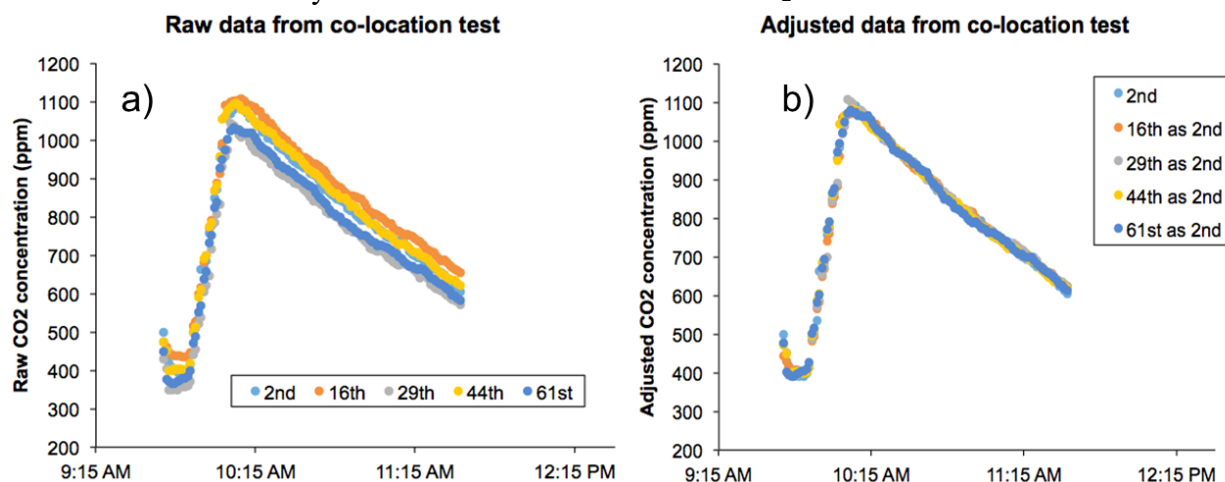 Raw data from co-location test
a)
Raw CO2 concentration (ppm)
1200
1100
1000
900
800
700
600
500
400
300
200
9:15 AM 10:15 AM 11:15 AM 12:15 PM
2nd 16th 29th 44th 61st
Adjusted data from co-location test
b)
Adjusted CO2 concentration (ppm)
1200
1100
1000
900
800
700
600
500
400
300
200
9:15 AM 10:15 AM 11:15 AM 12:15 PM
2nd
16th as 2nd
29th as 2nd
44th as 2nd
61st as 2nd